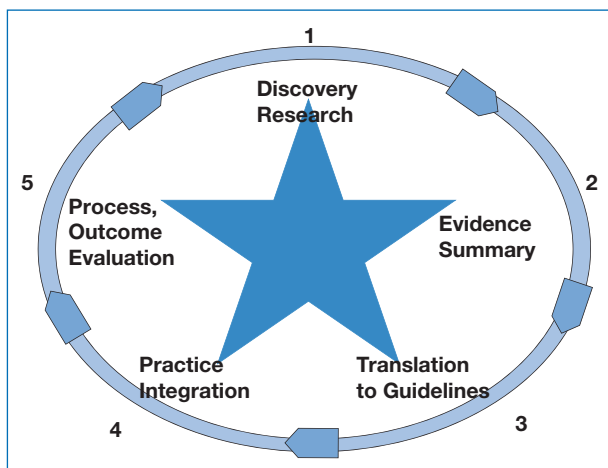 1
Discovery
Research
2
Evidence
Summary
3
Translation
to Guidelines
4
Practice
Integration
5
Process,
Outcome
Evaluation